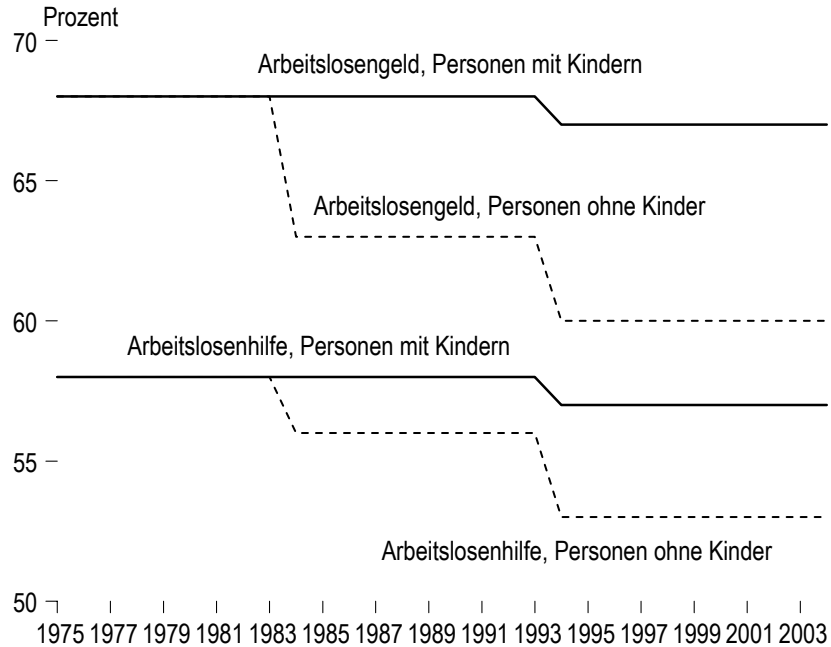 Prozent
70
Arbeitslosengeld, Personen mit Kindern
65
Arbeitslosengeld, Personen ohne Kinder
60
Arbeitslosenhilfe, Personen mit Kindern
55
Arbeitslosenhilfe, Personen ohne Kinder
50
1975 1977 1979 1981 1983 1985 1987 1989 1991 1993 1995 1997 1999 2001 2003